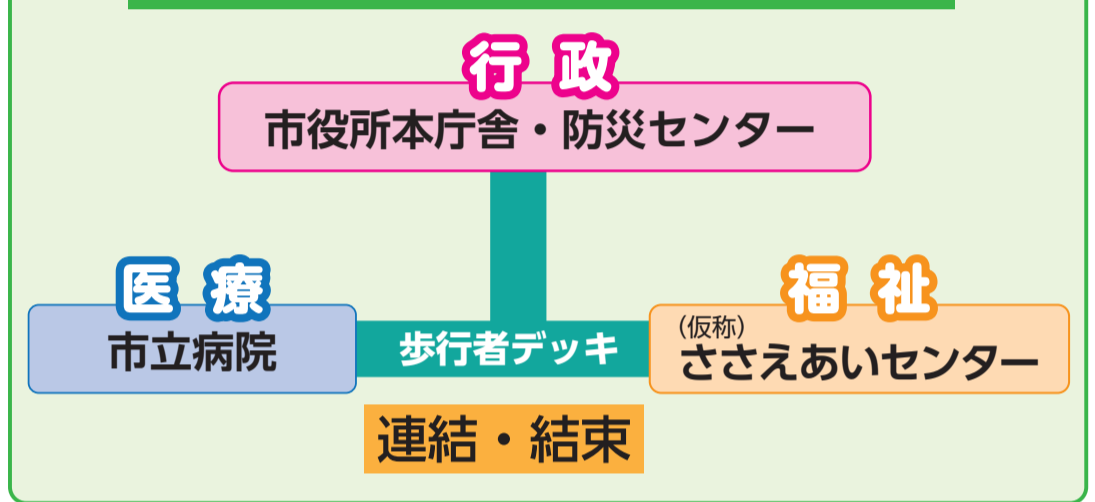 行政
市役所本庁舎・防災センター
医療
市立病院
歩行者デッキ
福祉
(仮称)
ささえあいセンター
連結・結束